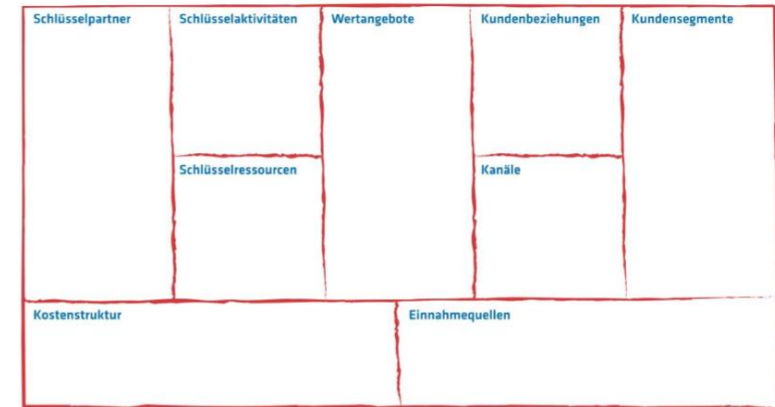 Schlüsselpartner
Schlüsselaktivitäten
Wertangebote
Kundenbeziehungen
Kundensegmente
Schlüsselressourcen
Kanäle
Kostenstruktur
Einnahmequellen